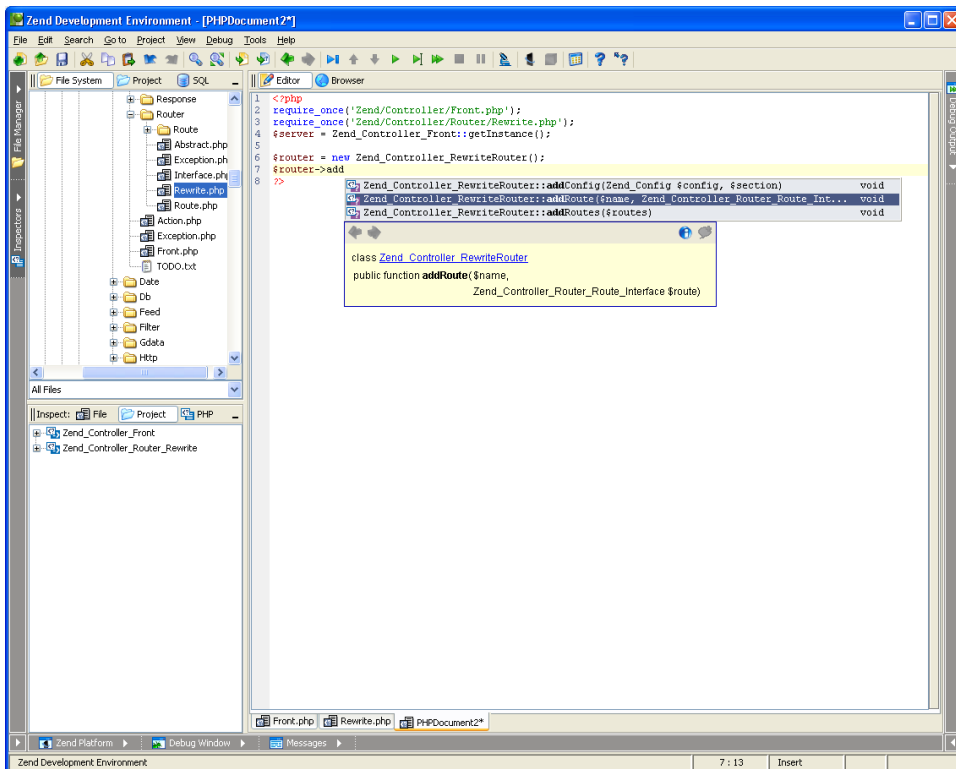 Zend Development Environment - [PHPDocument2*]
File Edit Search Go to Project View Debug Tools Help
File System Project SQL
Editor Browser
File Manager
Inspectors
Response
Router
Route
Abstract.php
Exception.ph
Interface.php
Rewrite.php
Route.php
Action.php
Exception.php
Front.php
TODO.txt
Date
Db
Feed
Filter
Gdata
Http
All Files
Inspect: File Project PHP
Zend_Controller_Front
Zend_Controller_Router_Rewrite
1 <?php
2 require_once('Zend/Controller/Front.php');
3 require_once('Zend/Controller/Router/Rewrite.php');
4 $server = Zend_Controller_Front::getInstance();
5
6 $router = new Zend_Controller_RewriteRouter();
7 $router->add
8 ?>
Zend_Controller_RewriteRouter::addConfig(Zend_Config $config, $section) void
Zend_Controller_RewriteRouter::addRoute($name, Zend_Controller_Router_Route_Int... void
Zend_Controller_RewriteRouter::addRoutes($routes) void
class Zend_Controller_RewriteRouter
public function addRoute($name,
Zend_Controller_Router_Route_Interface $route)
Debug Output
Front.php Rewrite.php PHPDocument2*
Zend Platform Debug Window Messages
Zend Development Environment 7 : 13 Insert